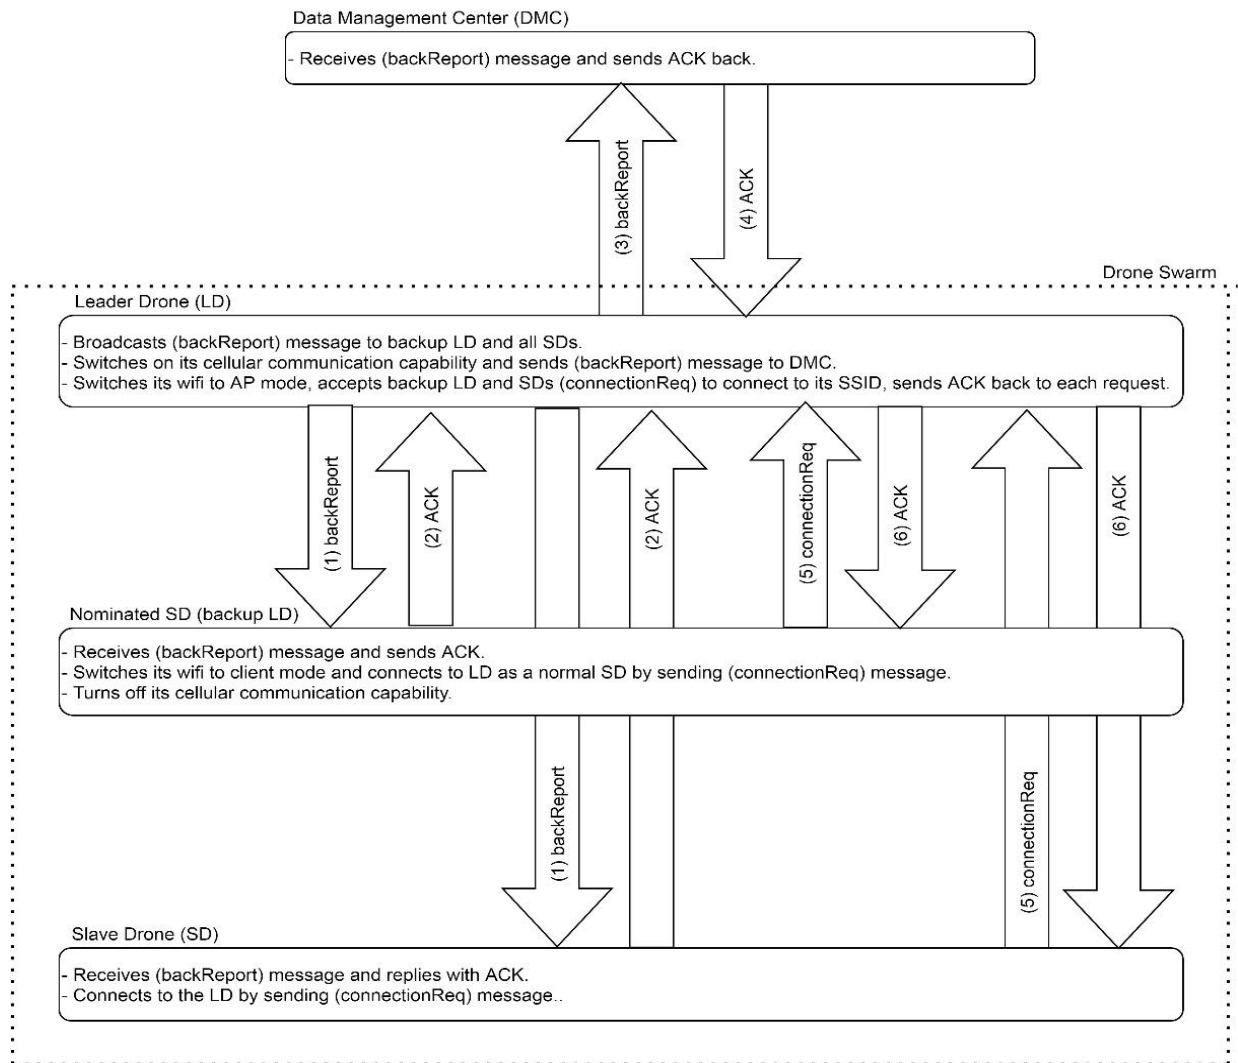 Data Management Center (DMC)
- Receives (backReport) message and sends ACK back.
(3) backReport
(4) ACK
Drone Swarm
Leader Drone (LD)
- Broadcasts (backReport) message to backup LD and all SDs.
- Switches on its cellular communication capability and sends (backReport) message to DMC.
- Switches its wifi to AP mode, accepts backup LD and SDs (connectionReq) to connect to its SSID, sends ACK back to each request.
(1) backReport
(2) ACK
(2) ACK
(5) connectionReq
(6) ACK
(6) ACK
Nominated SD (backup LD)
- Receives (backReport) message and sends ACK.
- Switches its wifi to client mode and connects to LD as a normal SD by sending (connectionReq) message.
- Turns off its cellular communication capability.
(1) backReport
(5) connectionReq
Slave Drone (SD)
- Receives (backReport) message and replies with ACK.
- Connects to the LD by sending (connectionReq) message..